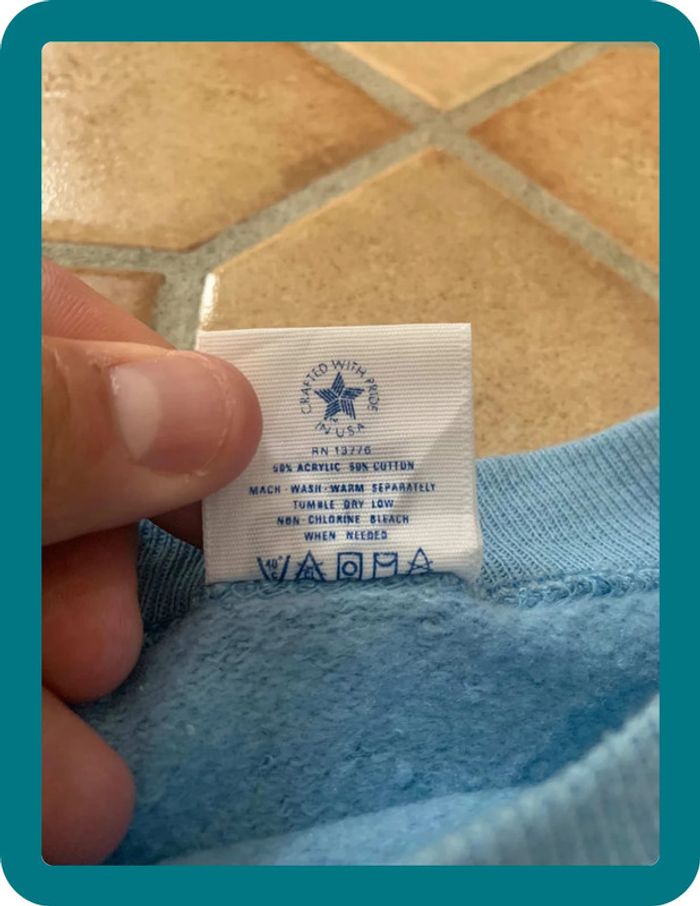 CRAFTED WITH PRIDE
IN USA
RN 13776
50% ACRYLIC 50% COTTON
MACH - WASH - WARM SEPARATELY
TUMBLE DRY LOW
NON-CHLORINE BLEACH
WHEN NEEDED
40°
C